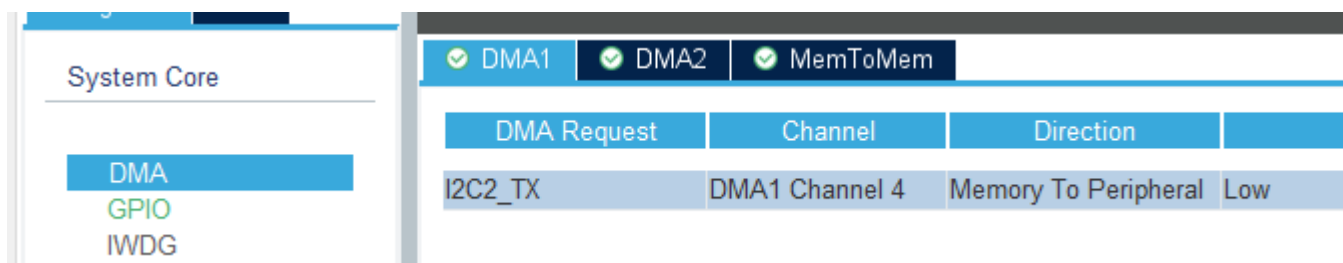 System Core
DMA
GPIO
IWDG
DMA1 DMA2 MemToMem
DMA Request Channel Direction
I2C2_TX DMA1 Channel 4 Memory To Peripheral Low